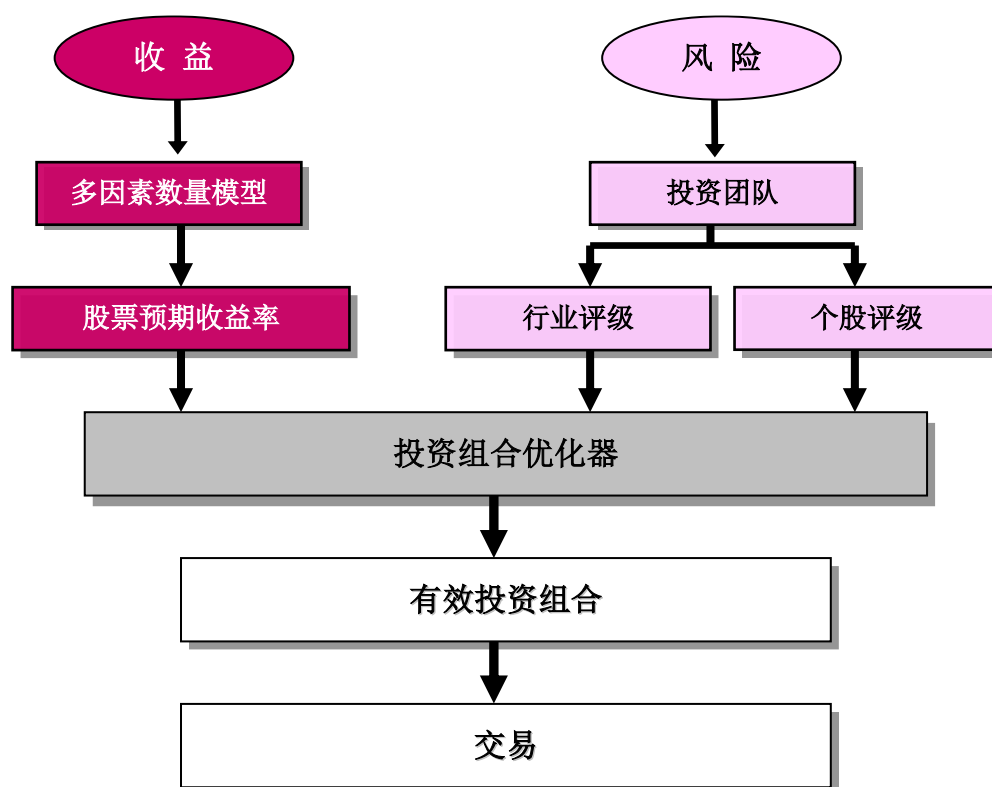 收 益
风 险
多因素数量模型
投资团队
股票预期收益率
行业评级
个股评级
投资组合优化器
有效投资组合
交易